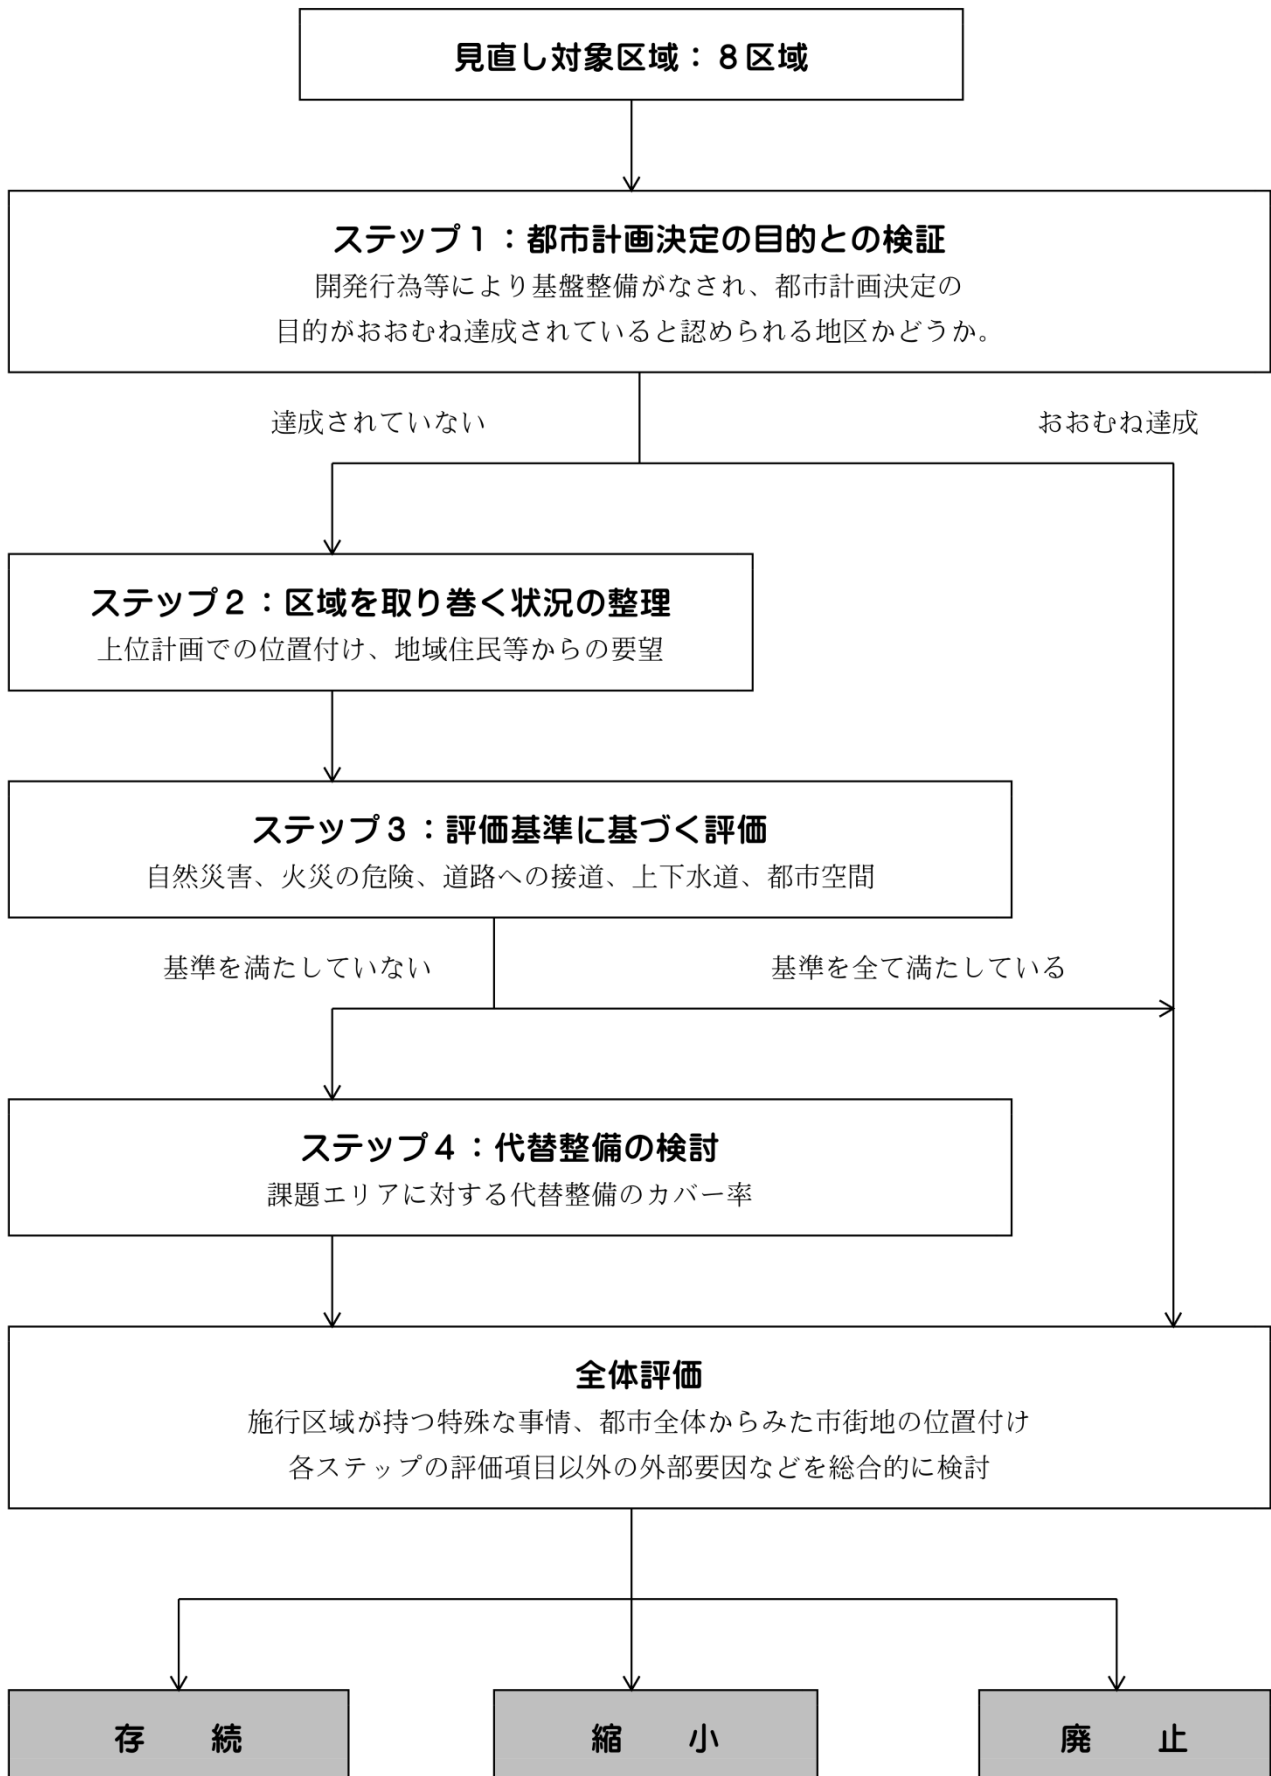 見直し対象区域：８区域
ステップ１：都市計画決定の目的との検証
開発行為等により基盤整備がなされ、都市計画決定の
目的がおおむね達成されていると認められる地区かどうか。
達成されていない
おおむね達成
ステップ２：区域を取り巻く状況の整理
上位計画での位置付け、地域住民等からの要望
ステップ３：評価基準に基づく評価
自然災害、火災の危険、道路への接道、上下水道、都市空間
基準を満たしていない
基準を全て満たしている
ステップ４：代替整備の検討
課題エリアに対する代替整備のカバー率
全体評価
施行区域が持つ特殊な事情、都市全体からみた市街地の位置付け
各ステップの評価項目以外の外部要因などを総合的に検討
存　　続
縮　　小
廃　　止